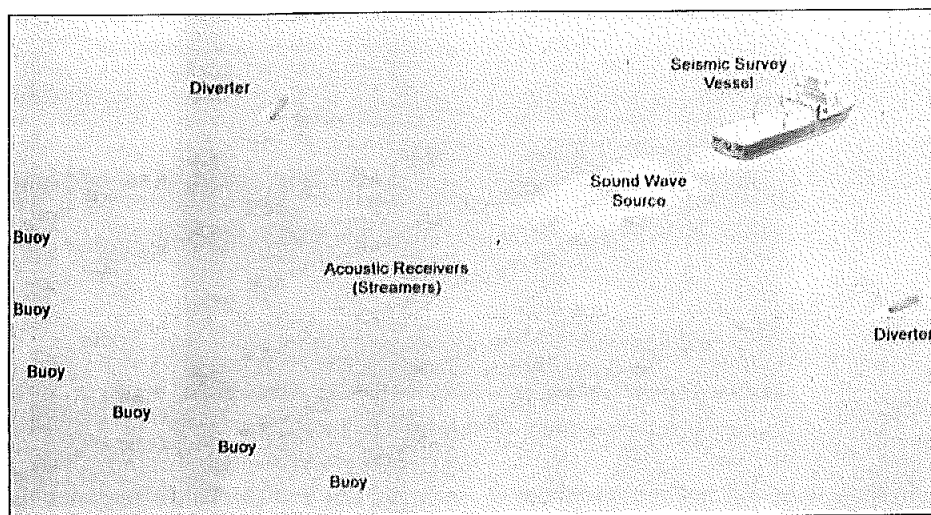 Seismic Survey
Vessel
Diverter
Sound Wave
Source
Buoy
Acoustic Receivers
(Streamers)
Buoy
Diverter
Buoy
Buoy
Buoy
Buoy